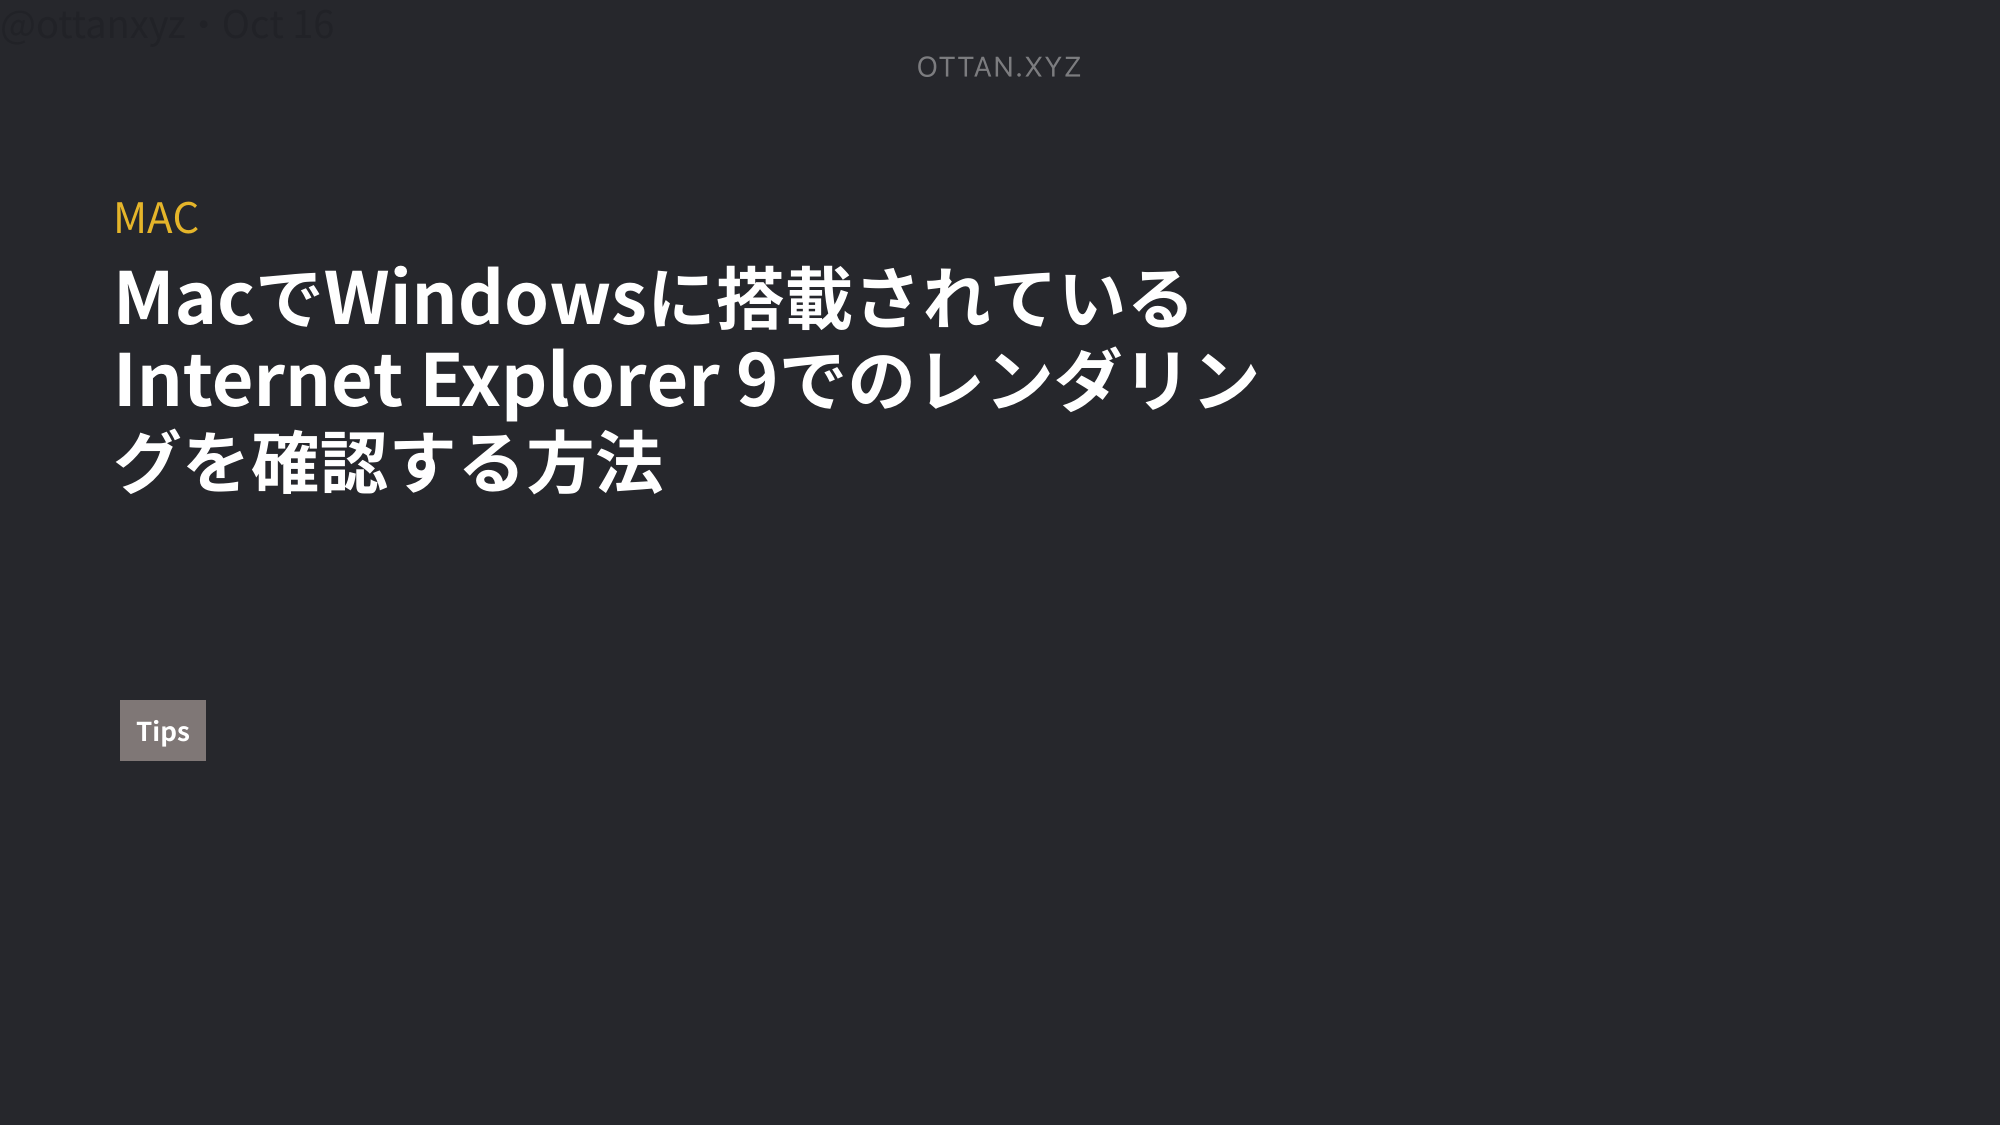 @ottanxyz・Oct 16
OTTAN.XYZ
MAC
MacでWindowsに搭載されている
Internet Explorer 9でのレンダリン
グを確認する方法
Tips